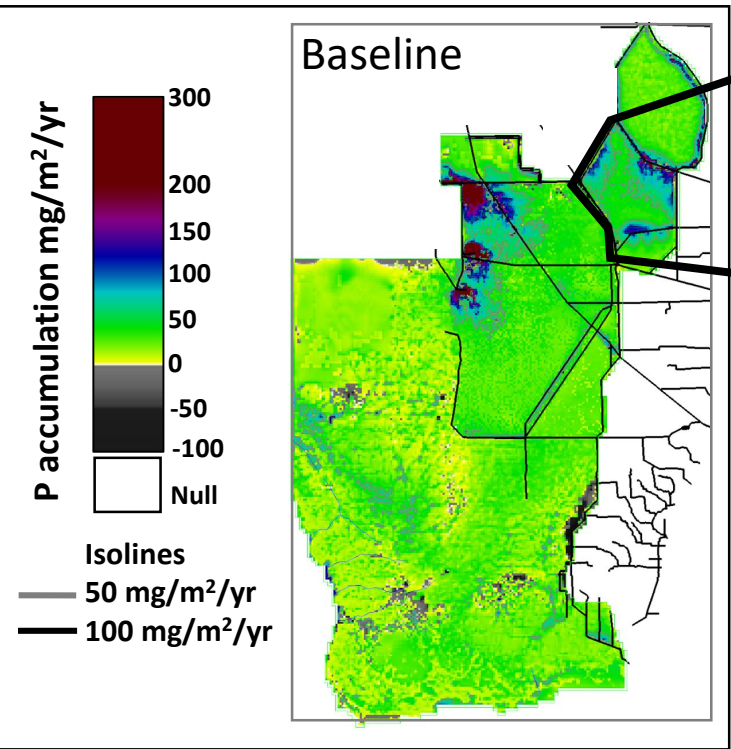 Baseline
P accumulation mg/m²/yr
300
200
150
100
50
0
-50
-100
Null
Isolines
50 mg/m²/yr
100 mg/m²/yr